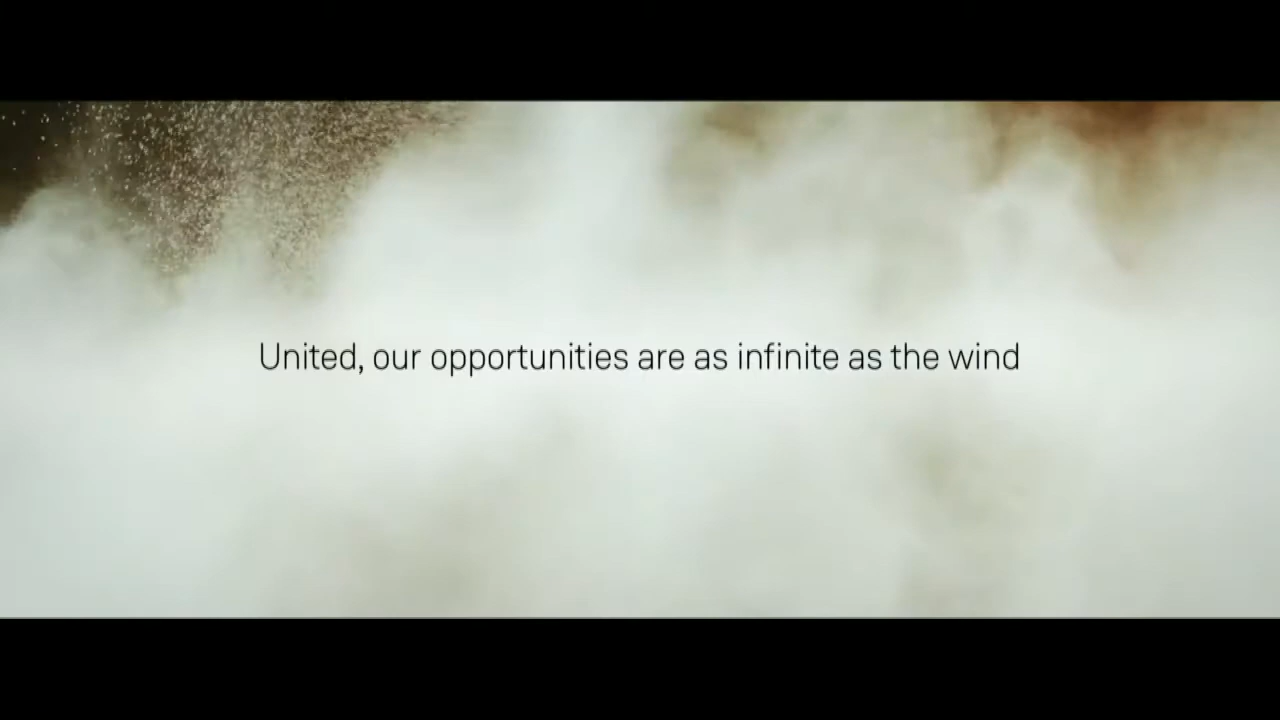 United, our opportunities are as infinite as the wind